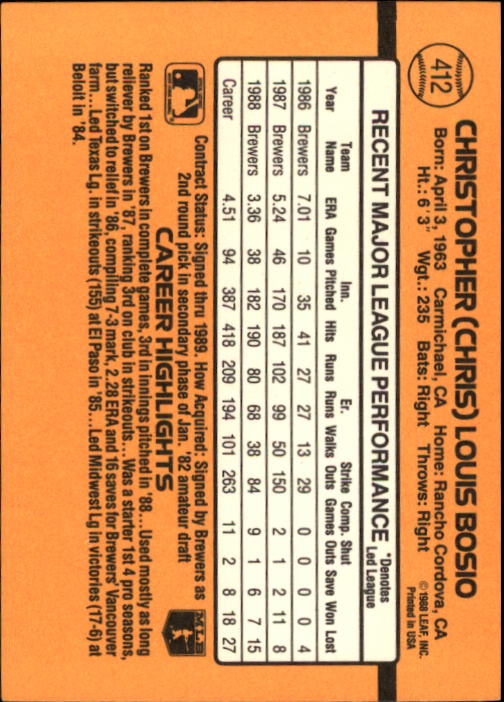 412
CHRISTOPHER (CHRIS) LOUIS BOSIO
Born: April 3, 1963 Carmichael, CA Home: Rancho Cordova, CA
Ht.: 6'3" Wgt.: 235 Bats: Right Throws: Right
©1988 LEAF, INC.
Printed in USA
RECENT MAJOR LEAGUE PERFORMANCE
*Denotes
Led League
Team Inn. Er. Strike Comp. Shut
Year Name ERA Games Pitched Hits Runs Runs Walks Outs Games Outs Save Won Lost
1986 Brewers 7.01 10 35 41 27 27 13 29 0 0 0 0 4
1987 Brewers 5.24 46 170 187 102 99 50 150 2 1 2 11 8
1988 Brewers 3.36 38 182 190 80 68 38 84 9 1 6 7 15
Career 4.51 94 387 418 209 194 101 263 11 2 8 18 27
Contract Status: Signed thru 1989. How Acquired: Signed by Brewers as
2nd round pick in secondary phase of Jan. '82 amateur draft
MLB
CAREER HIGHLIGHTS
Ranked 1st on Brewers in complete games, 3rd in innings pitched in '88...Used mostly as long
reliever by Brewers in '87, ranking 3rd on club in strikeouts...Was a starter 1st 4 pro seasons,
but switched to relief in '86, compiling 7-3 mark, 2.28 ERA and 16 saves for Brewers' Vancouver
farm...Led Texas Lg. in strikeouts (155) at El Paso in '85...Led Midwest Lg in victories (17-6) at
Beloit in '84.